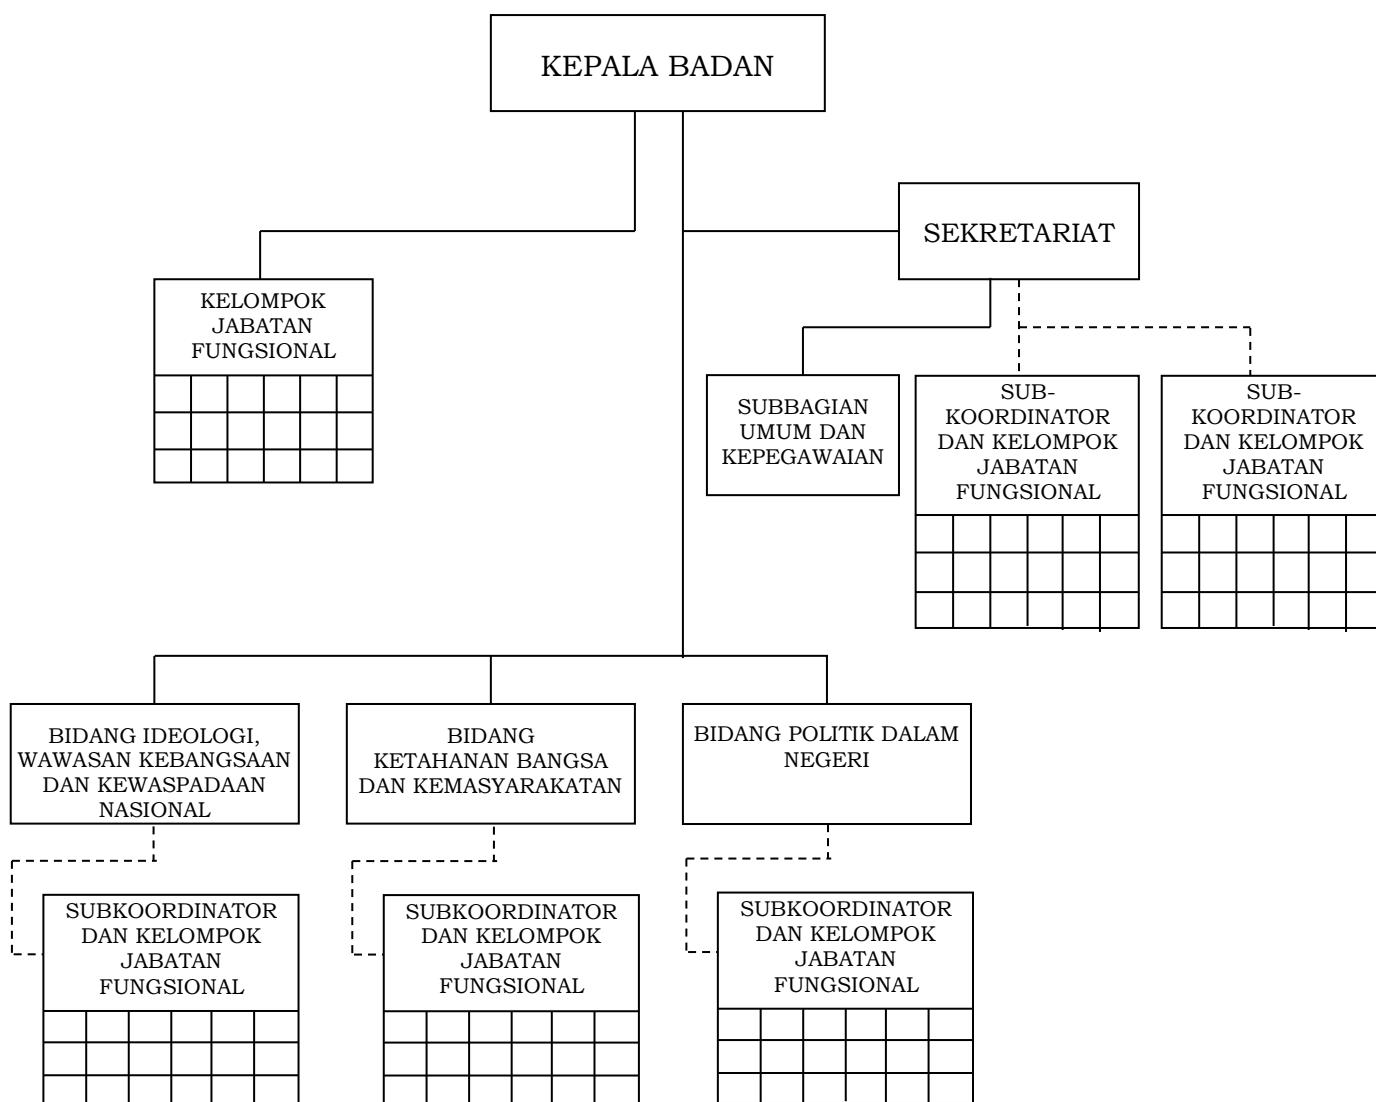 KEPALA BADAN
SEKRETARIAT
KELOMPOK
JABATAN
FUNGSIONAL
SUBBAGIAN
UMUM DAN
KEPEGAWAIAN
SUB-
KOORDINATOR
DAN KELOMPOK
JABATAN
FUNGSIONAL
SUB-
KOORDINATOR
DAN KELOMPOK
JABATAN
FUNGSIONAL
BIDANG IDEOLOGI,
WAWASAN KEBANGSAAN
DAN KEWASPADAAN
NASIONAL
BIDANG
KETAHANAN BANGSA
DAN KEMASYARAKATAN
BIDANG POLITIK DALAM
NEGERI
SUBKOORDINATOR
DAN KELOMPOK
JABATAN
FUNGSIONAL
SUBKOORDINATOR
DAN KELOMPOK
JABATAN
FUNGSIONAL
SUBKOORDINATOR
DAN KELOMPOK
JABATAN
FUNGSIONAL